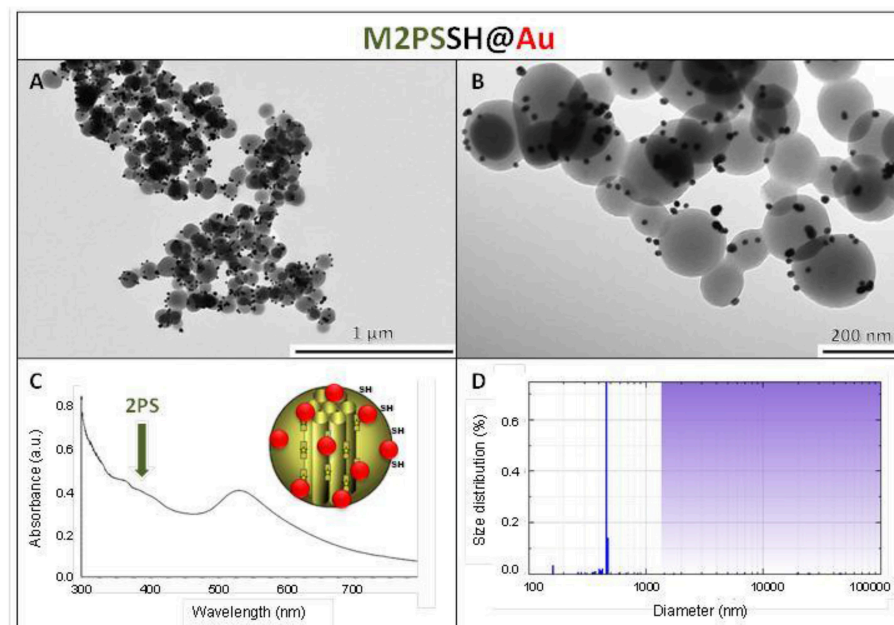 M2PSSH@Au
A
1 µm
B
200 nm
C
2PS
SH
SH
SH
SH
0.8
0.6
0.4
0.2
0.0
Absorbance (a.u.)
300 400 500 600 700
Wavelength (nm)
D
0.6
0.4
0.2
0.0
Size distribution (%)
100 1000 10000 100000
Diameter (nm)